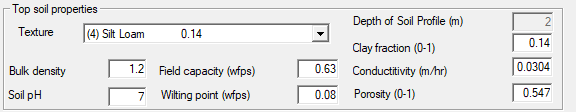 Top soil properties
Texture (4) Silt Loam 0.14
Depth of Soil Profile (m) 2
Clay fraction (0-1) 0.14
Bulk density 1.2 Field capacity (wfps) 0.63 Conductitivity (m/hr) 0.0304
Soil pH 7 Wilting point (wfps) 0.08 Porosity (0-1) 0.547